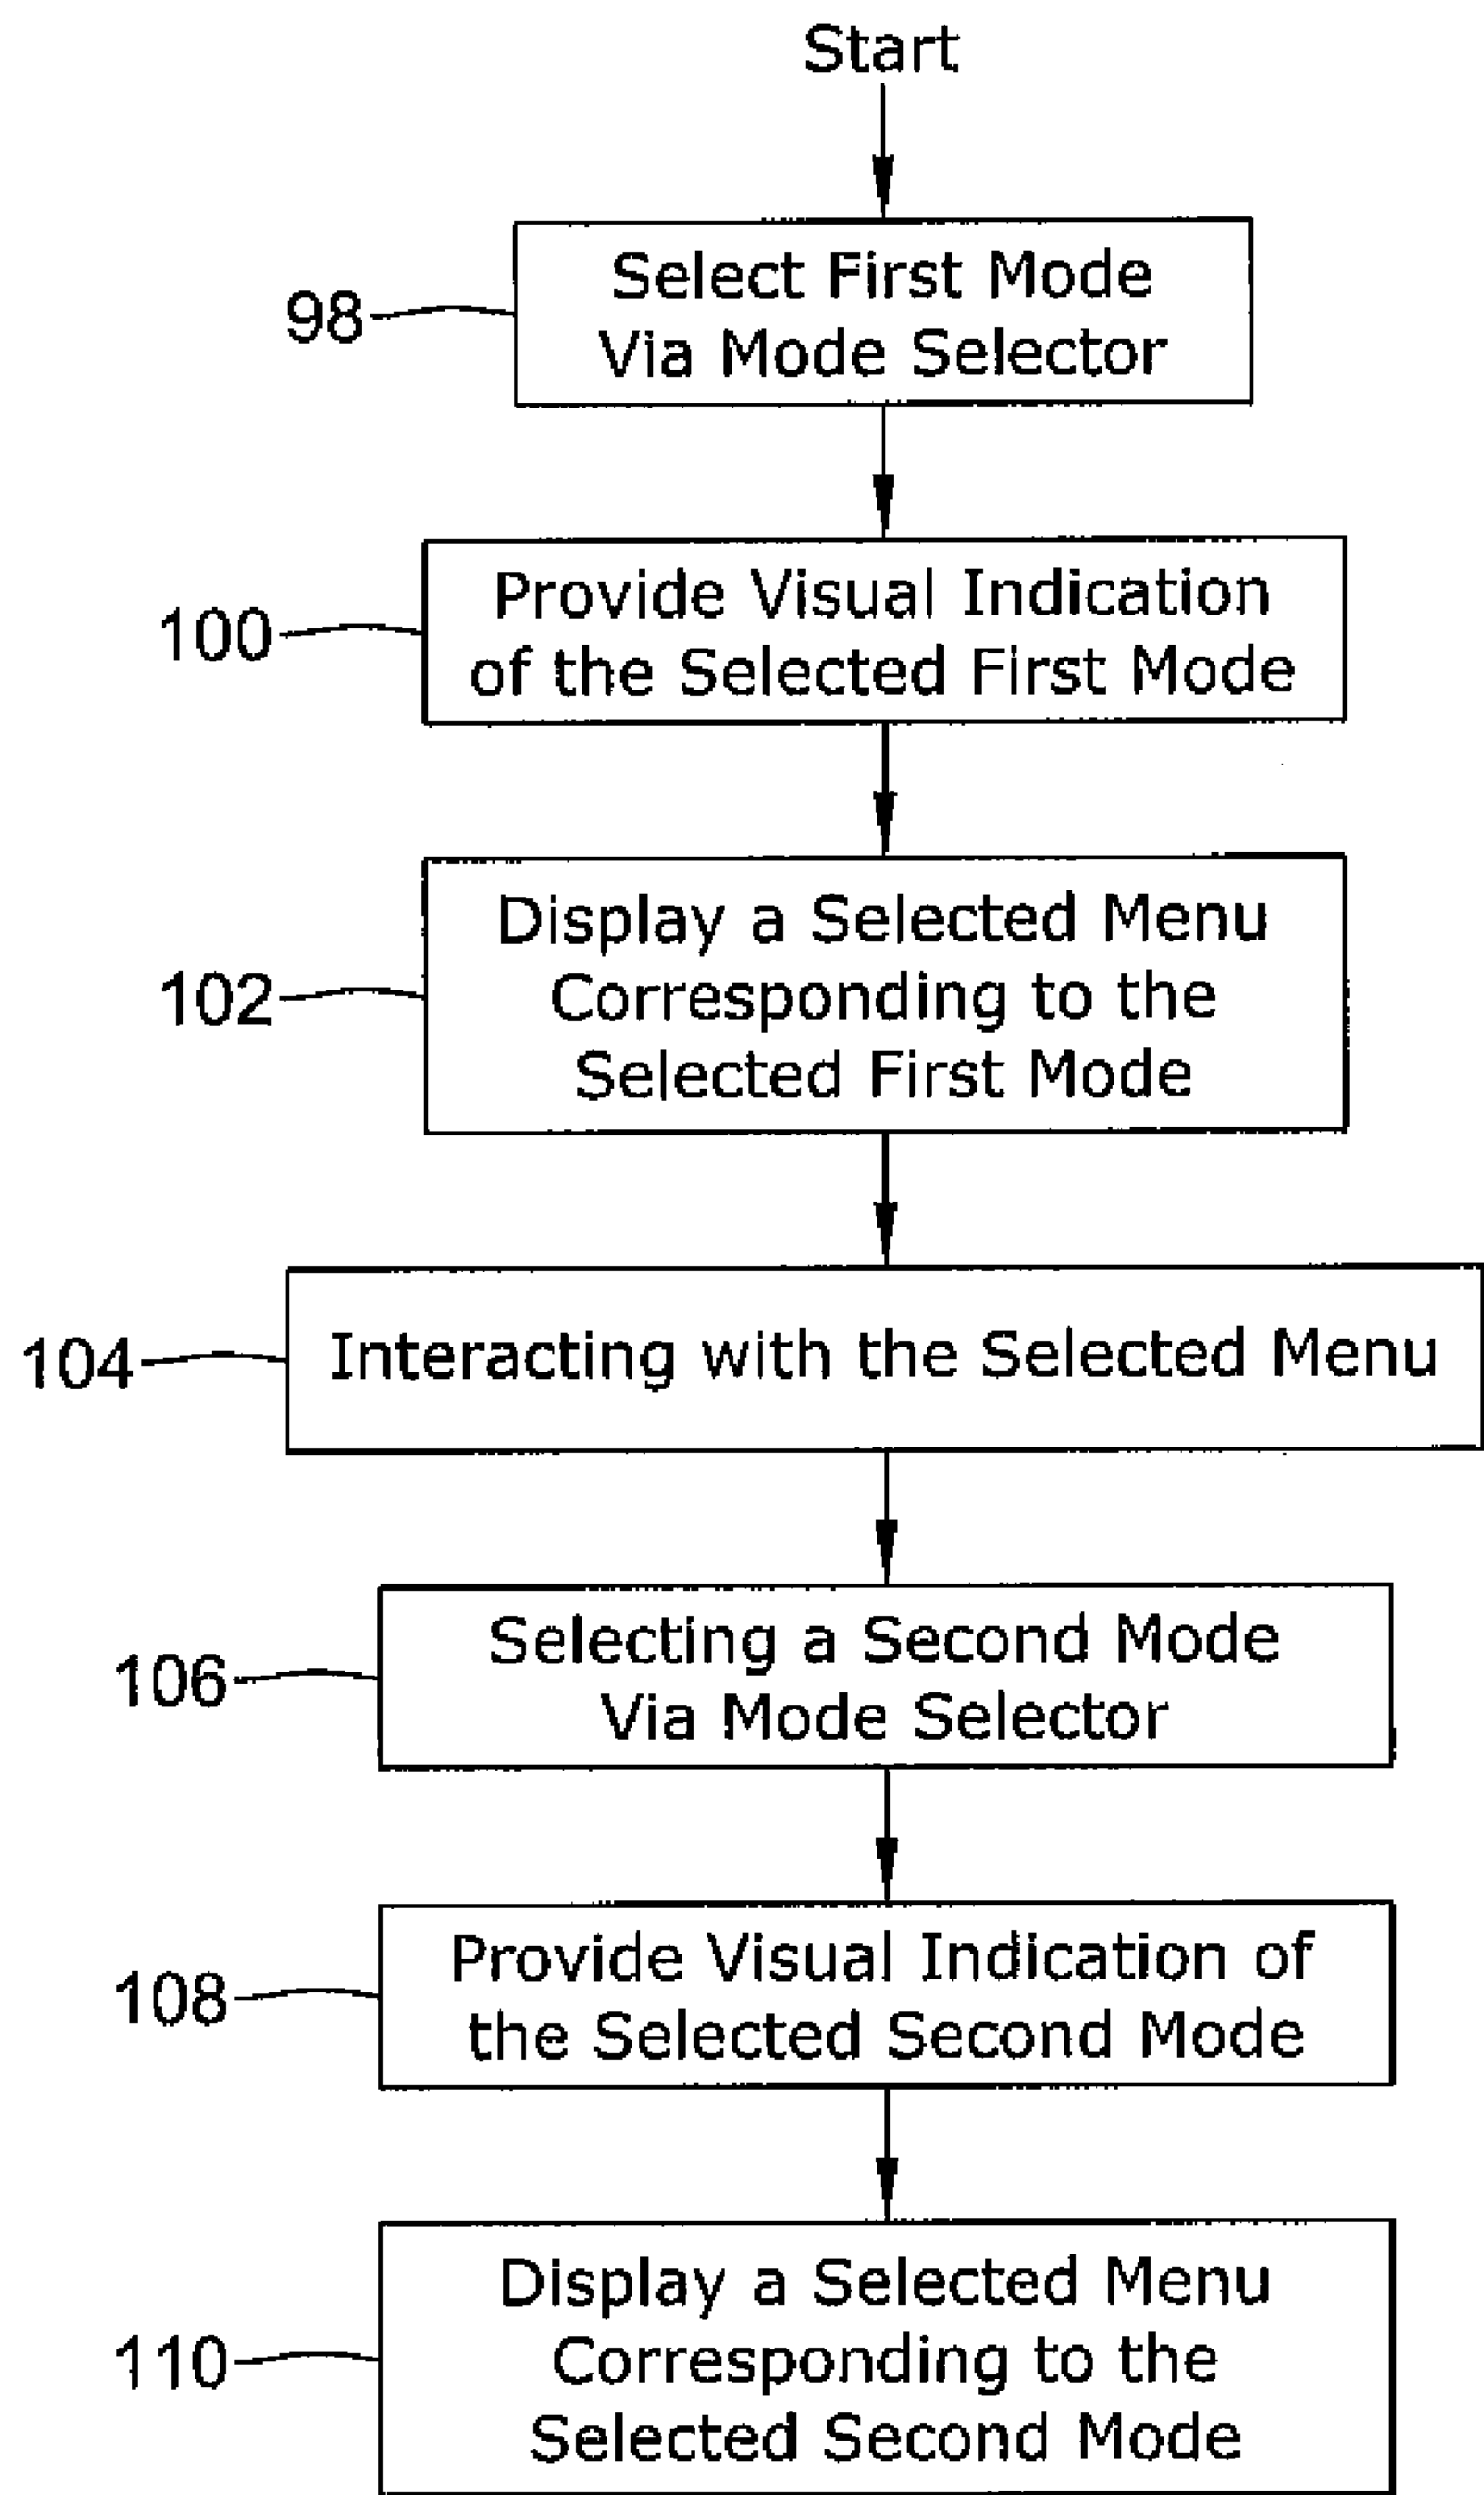 Start
98
Select First Mode
Via Mode Selector
100
Provide Visual Indication
of the Selected First Mode
102
Display a Selected Menu
Corresponding to the
Selected First Mode
104
Interacting with the Selected Menu
106
Selecting a Second Mode
Via Mode Selector
108
Provide Visual Indication of
the Selected Second Mode
110
Display a Selected Menu
Corresponding to the
Selected Second Mode